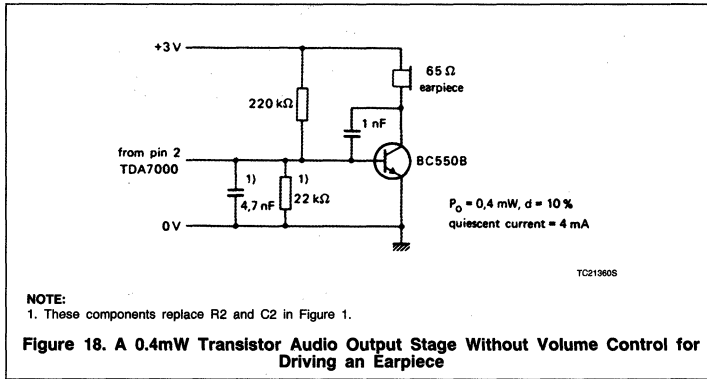 +3 V
65 Ω
earpiece
220 kΩ
1 nF
from pin 2
TDA7000
BC550B
1)
1)
4,7 nF
22 kΩ
P₀ = 0,4 mW, d = 10 %
quiescent current = 4 mA
0 V
TC21360S
NOTE:
1. These components replace R2 and C2 in Figure 1.
Figure 18. A 0.4mW Transistor Audio Output Stage Without Volume Control for
Driving an Earpiece